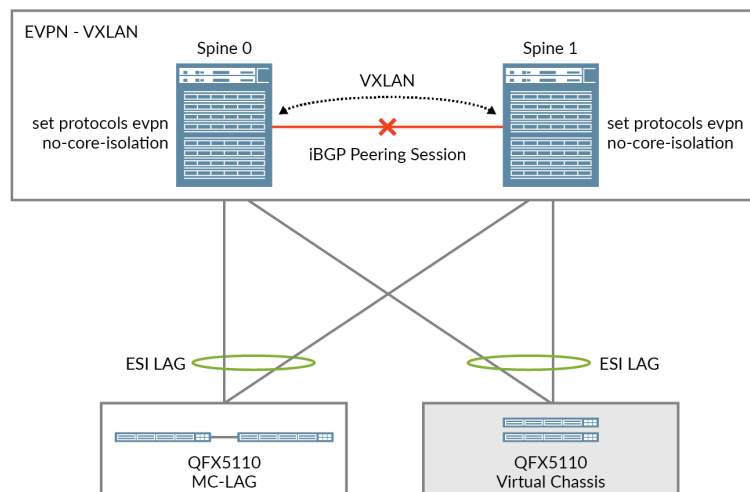 EVPN - VXLAN
Spine 0
Spine 1
VXLAN
set protocols evpn
no-core-isolation
set protocols evpn
no-core-isolation
iBGP Peering Session
ESI LAG
ESI LAG
QFX5110
MC-LAG
QFX5110
Virtual Chassis